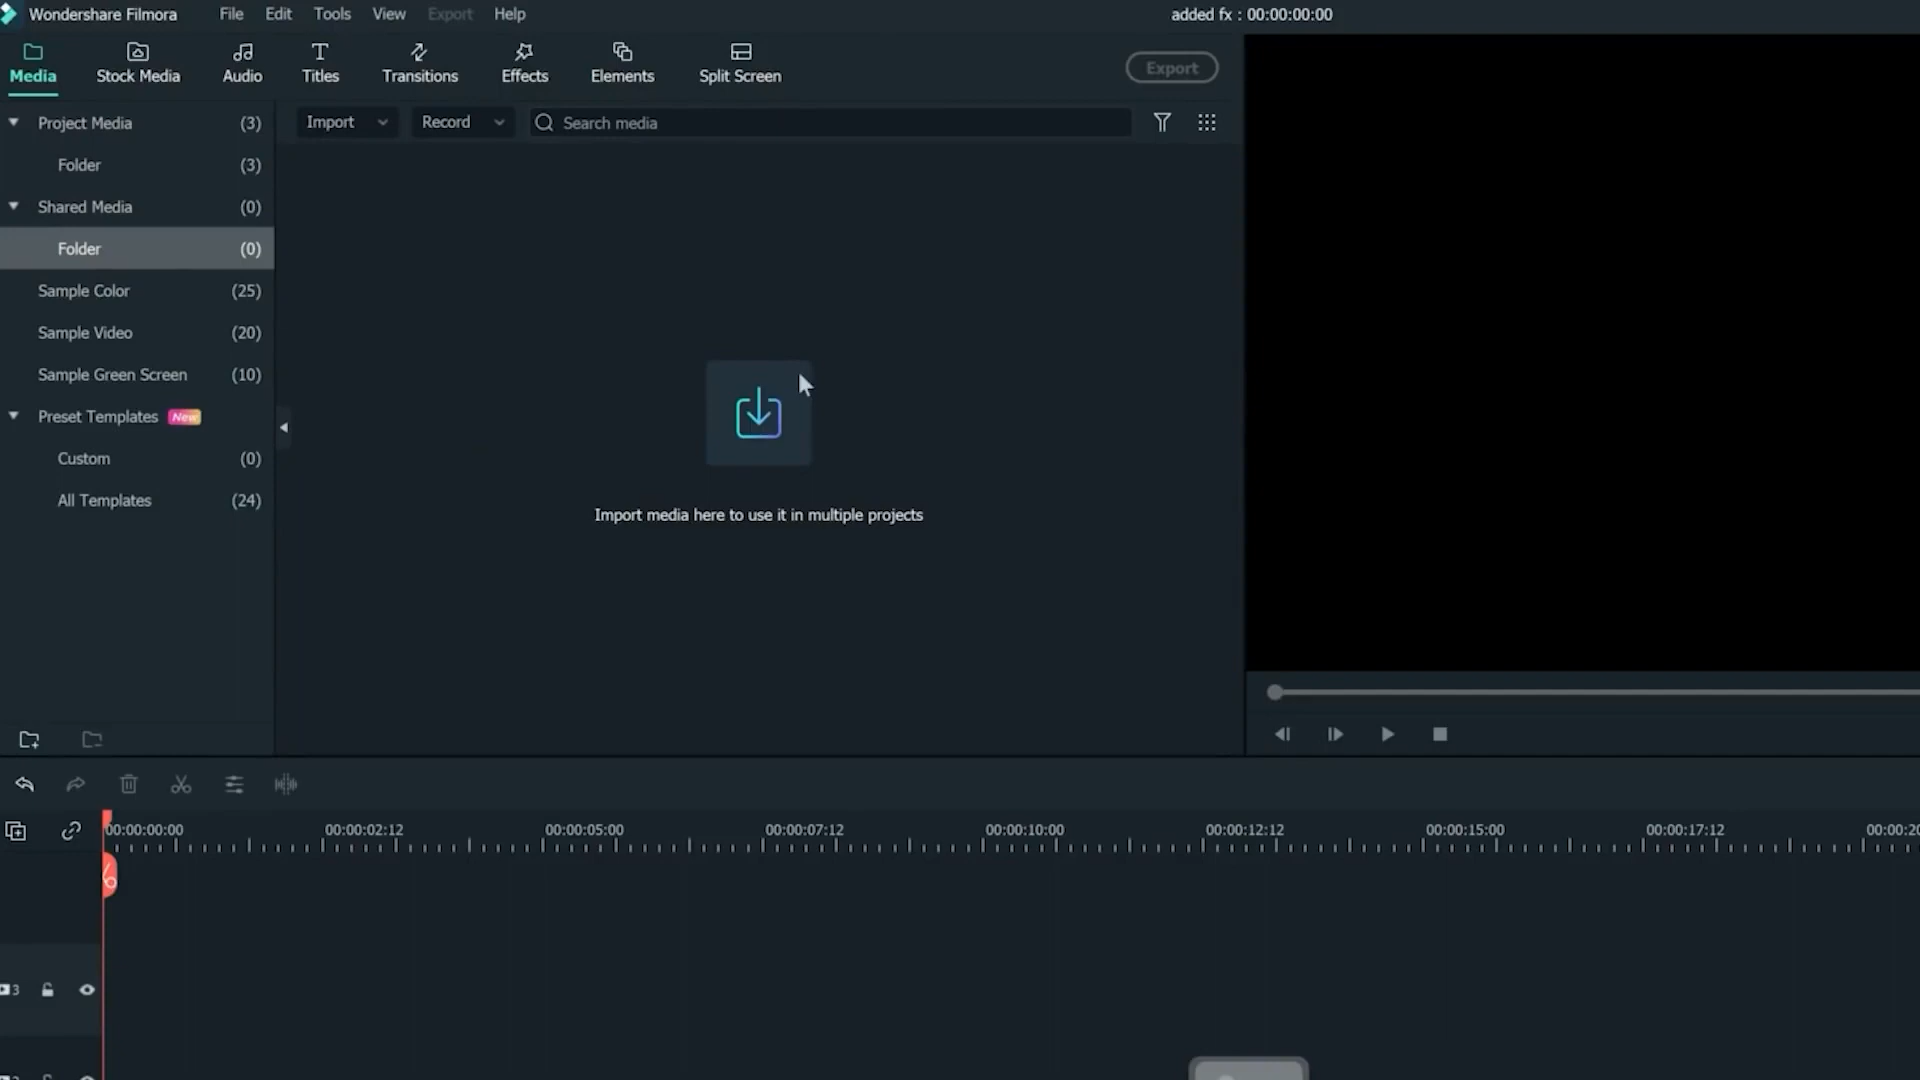 Wondershare Filmora File Edit Tools View Export Help added fx : 00:00:00:00
Media Stock Media Audio Titles Transitions Effects Elements Split Screen Export
Import Record Search media
Project Media (3)
Folder (3)
Shared Media (0)
Folder (0)
Sample Color (25)
Sample Video (20)
Sample Green Screen (10)
Preset Templates New
Custom (0)
All Templates (24)
Import media here to use it in multiple projects
00:00:00:00 00:00:02:12 00:00:05:00 00:00:07:12 00:00:10:00 00:00:12:12 00:00:15:00 00:00:17:12 00:00:20
3